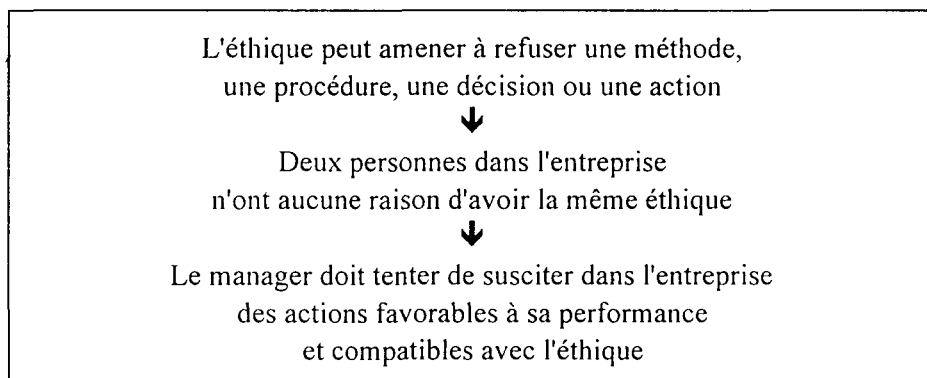 L'éthique peut amener à refuser une méthode,
une procédure, une décision ou une action
↓
Deux personnes dans l'entreprise
n'ont aucune raison d'avoir la même éthique
↓
Le manager doit tenter de susciter dans l'entreprise
des actions favorables à sa performance
et compatibles avec l'éthique